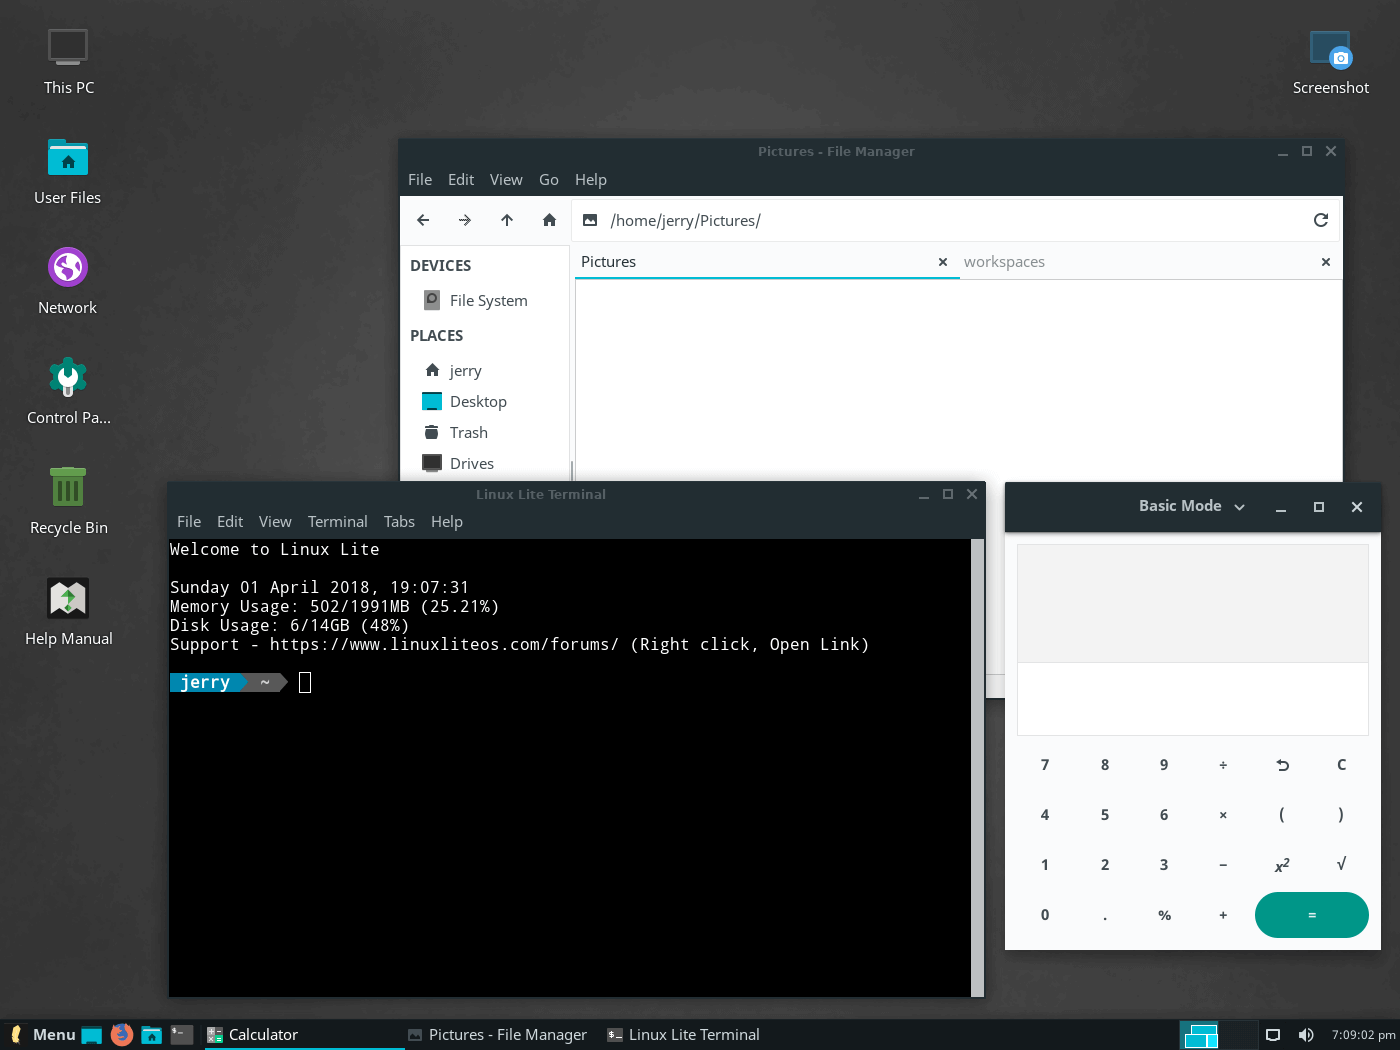 This PC
User Files
Network
Control Pa...
Recycle Bin
Help Manual
Screenshot
Pictures - File Manager
File Edit View Go Help
/home/jerry/Pictures/
DEVICES
File System
PLACES
jerry
Desktop
Trash
Drives
Pictures
workspaces
Linux Lite Terminal
File Edit View Terminal Tabs Help
Welcome to Linux Lite
Sunday 01 April 2018, 19:07:31
Memory Usage: 502/1991MB (25.21%)
Disk Usage: 6/14GB (48%)
Support - https://www.linuxliteos.com/forums/ (Right click, Open Link)
jerry ~
Basic Mode
7 8 9 ÷ C
4 5 6 × ( )
1 2 3 − x² √
0 . % + =
Menu Calculator Pictures - File Manager Linux Lite Terminal 7:09:02 pm